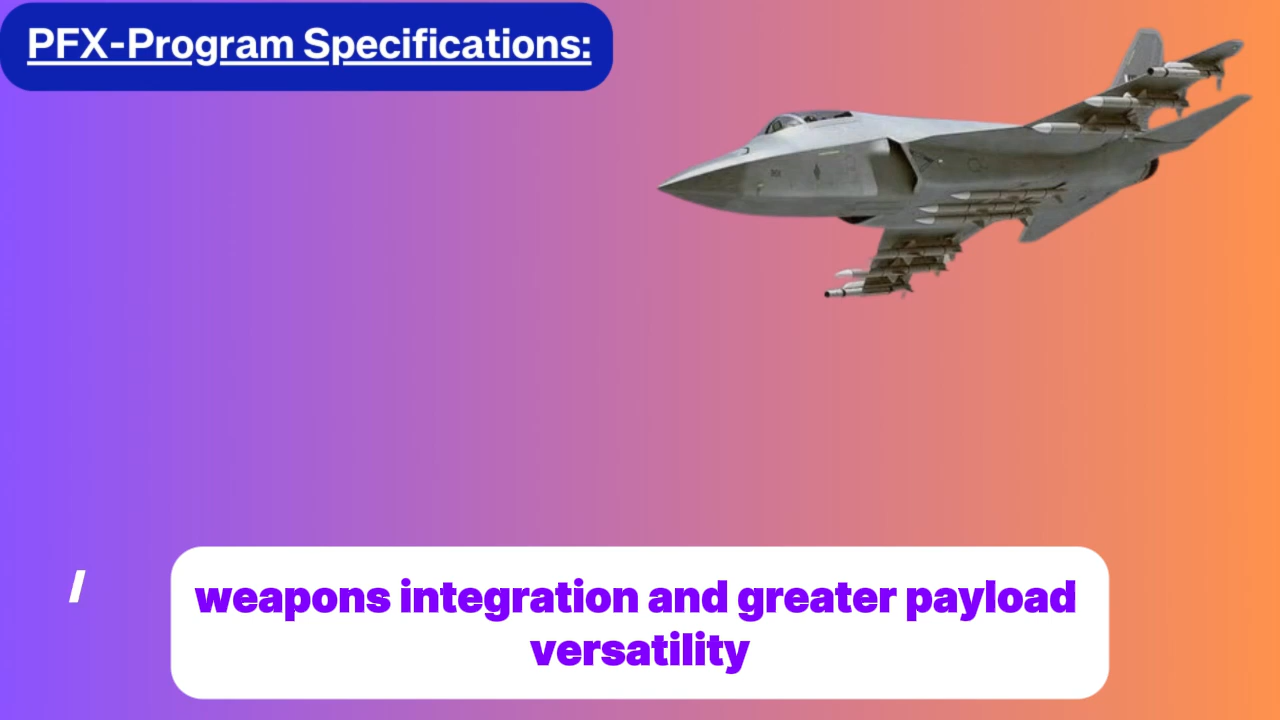 PFX-Program Specifications:
weapons integration and greater payload
versatility